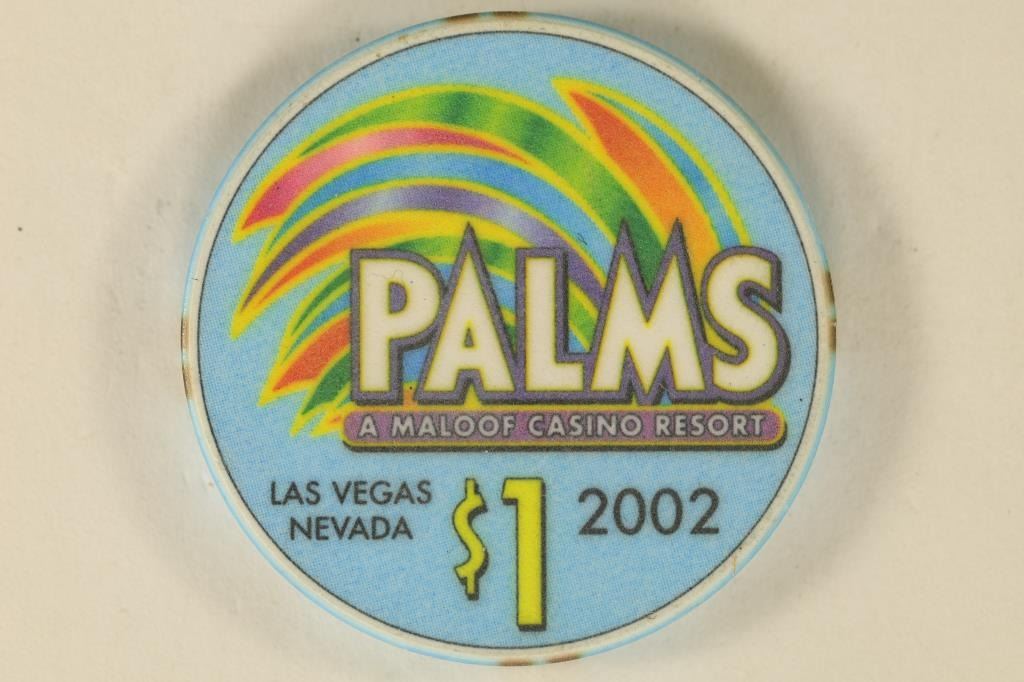 PALMS
A MALOOF CASINO RESORT
LAS VEGAS
NEVADA
$1
2002